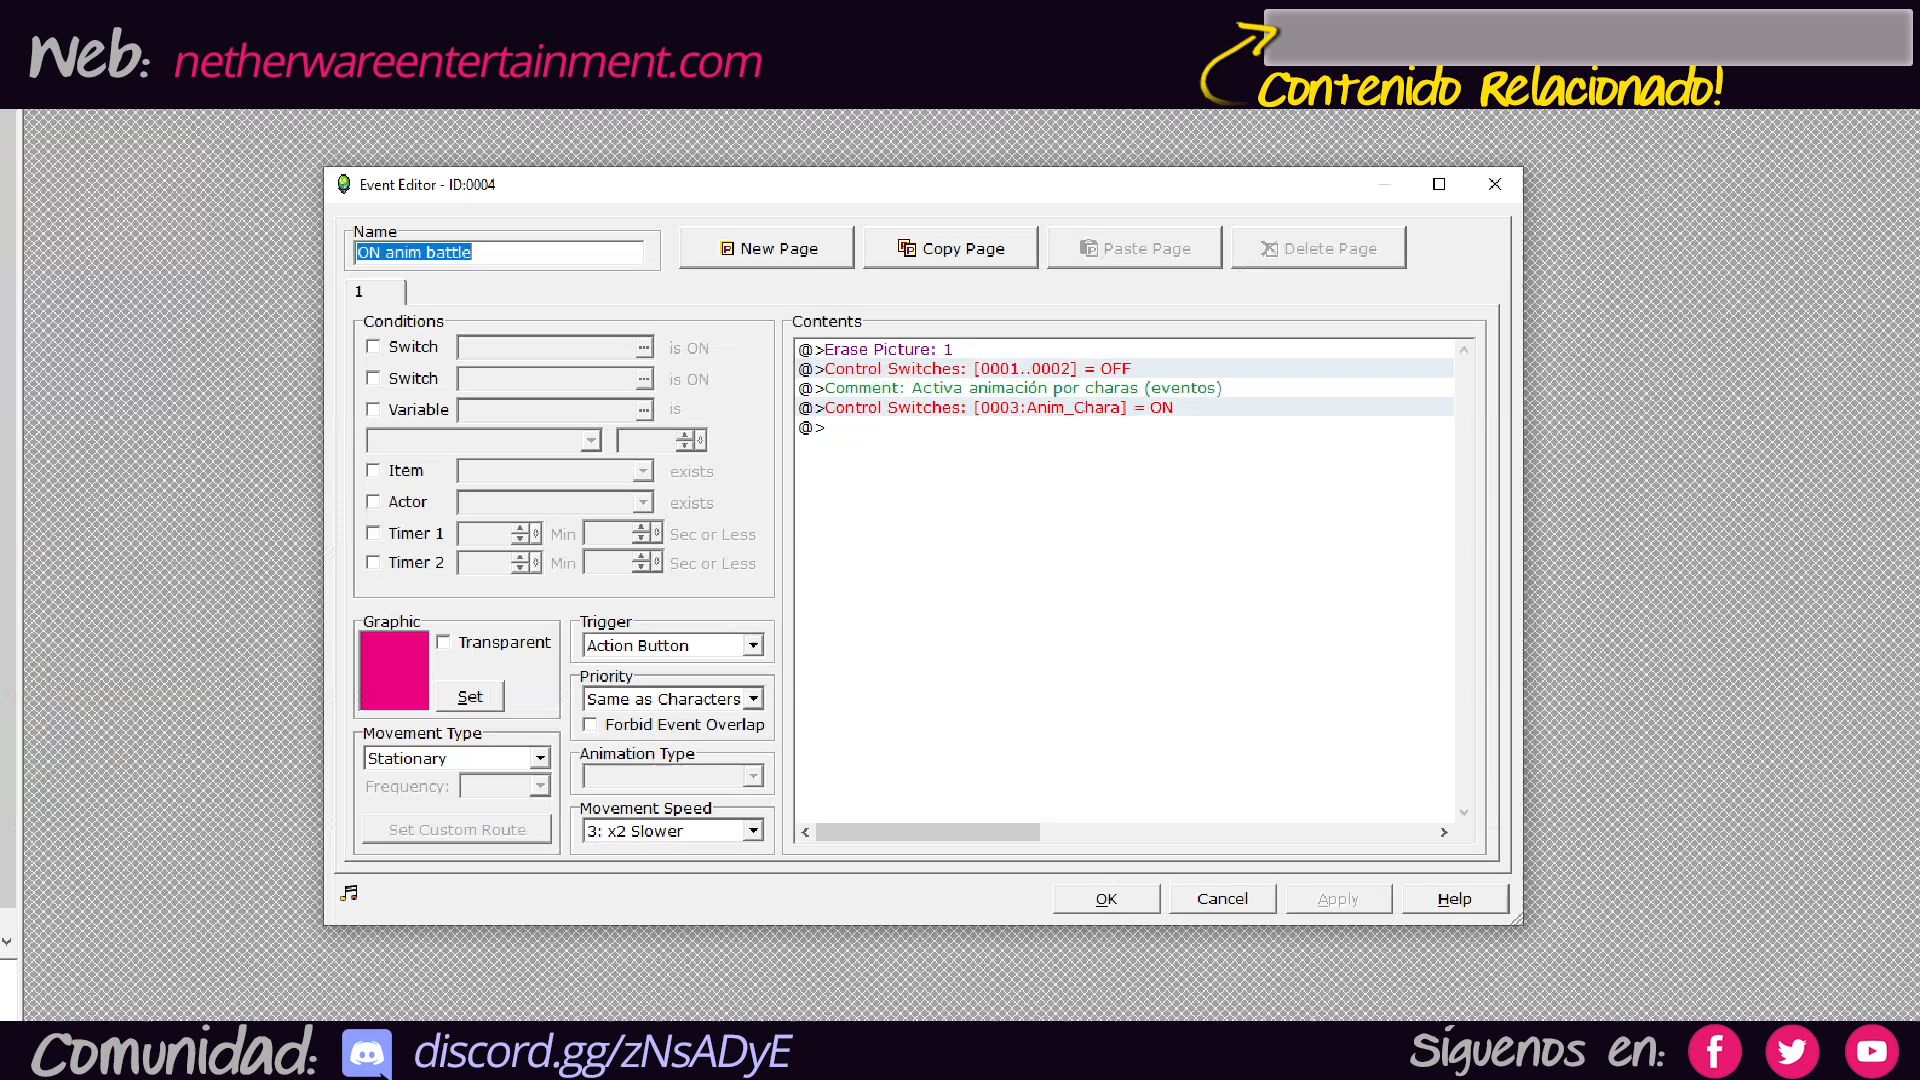 Web: netherwareentertainment.com
Contenido Relacionado!
Event Editor - ID:0004
Name
ON anim battle
New Page
Copy Page
Paste Page
Delete Page
1
Conditions
Switch is ON
Switch is ON
Variable is
Item exists
Actor exists
Timer 1 Min Sec or Less
Timer 2 Min Sec or Less
Graphic
Transparent
Set
Movement Type
Stationary
Frequency:
Set Custom Route
Trigger
Action Button
Priority
Same as Characters
Forbid Event Overlap
Animation Type
Movement Speed
3: x2 Slower
Contents
@>Erase Picture: 1
@>Control Switches: [0001..0002] = OFF
@>Comment: Activa animación por charas (eventos)
@>Control Switches: [0003:Anim_Chara] = ON
@>
OK
Cancel
Apply
Help
Comunidad: discord.gg/zNsADyE
Síguenos en: